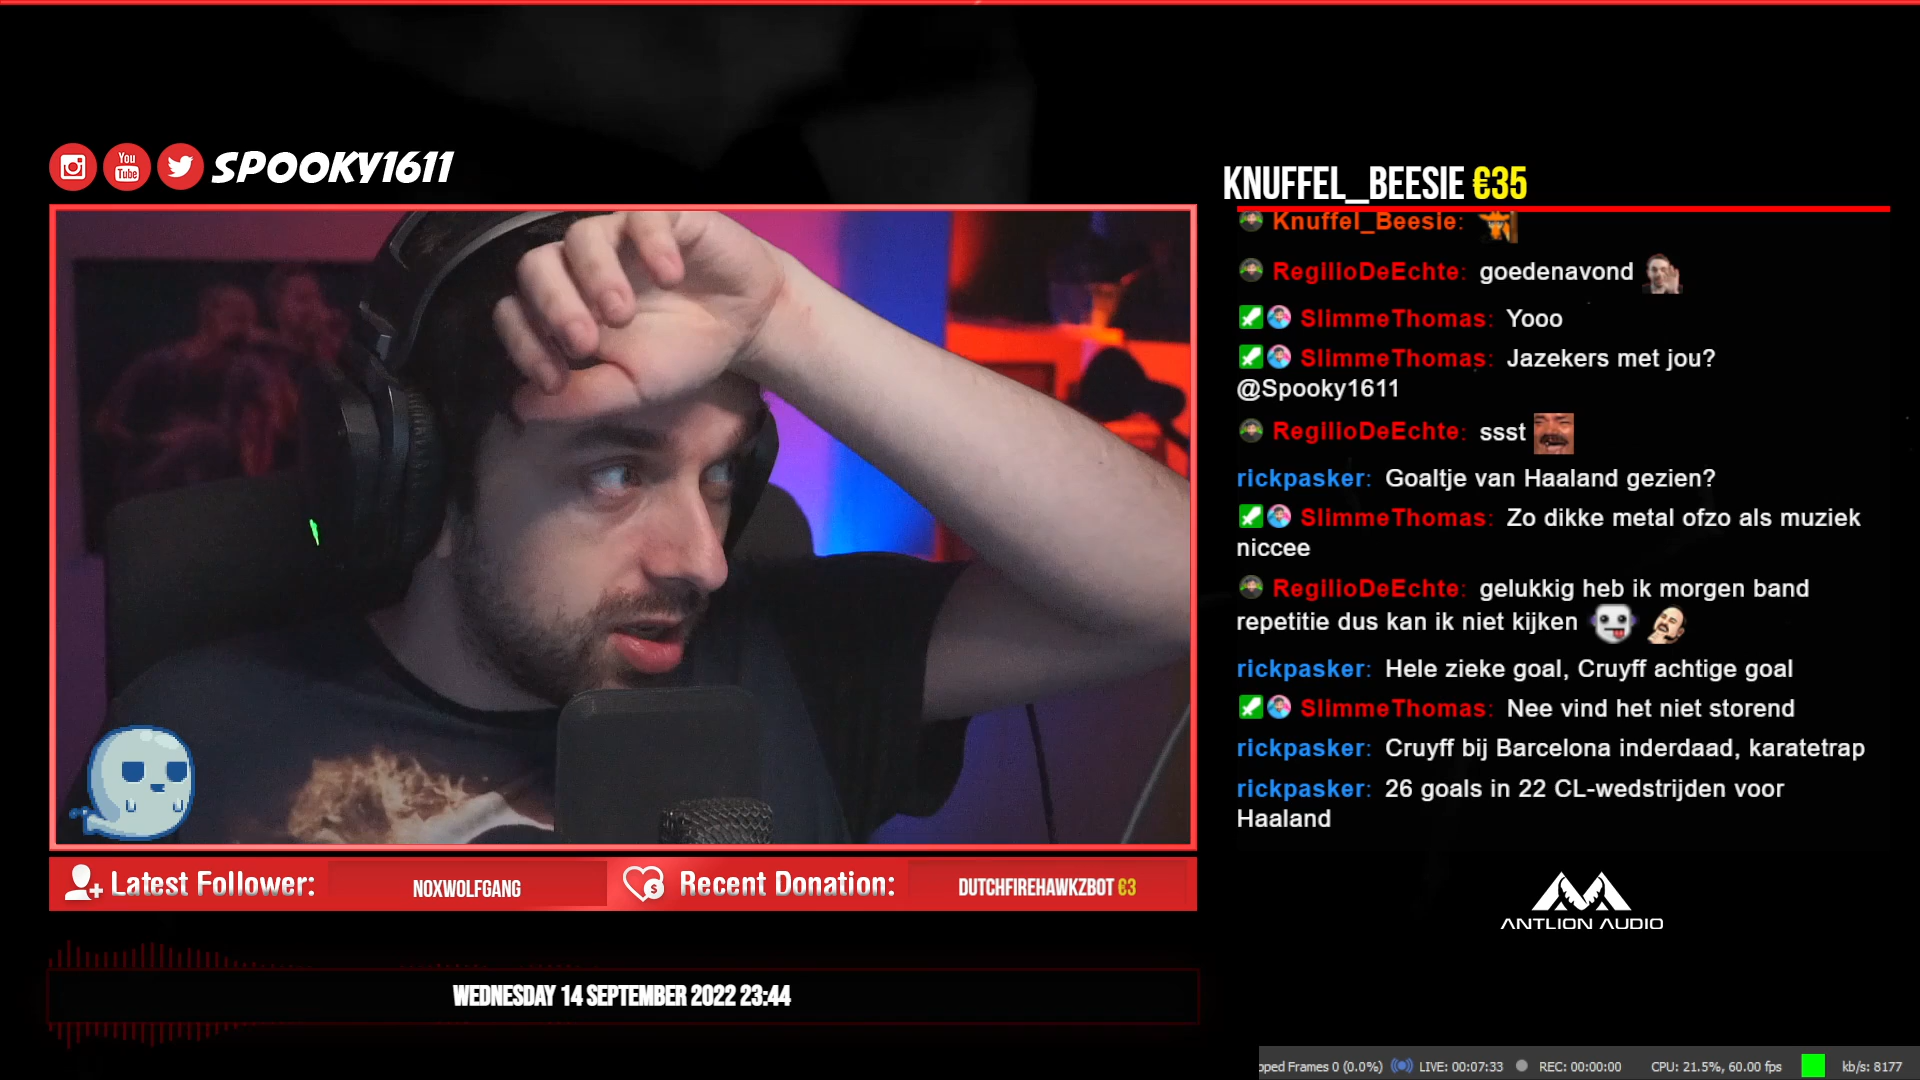 You
Tube
SPOOKY1611
KNUFFEL_BEESIE €35
Knuffel_Beesie:
RegilioDeEchte: goedenavond
SlimmeThomas: Yooo
SlimmeThomas: Jazekers met jou?
@Spooky1611
RegilioDeEchte: ssst
rickpasker: Goaltje van Haaland gezien?
SlimmeThomas: Zo dikke metal ofzo als muziek
niccee
RegilioDeEchte: gelukkig heb ik morgen band
repetitie dus kan ik niet kijken
rickpasker: Hele zieke goal, Cruyff achtige goal
SlimmeThomas: Nee vind het niet storend
rickpasker: Cruyff bij Barcelona inderdaad, karatetrap
rickpasker: 26 goals in 22 CL-wedstrijden voor
Haaland
Latest Follower: NOXWOLFGANG
Recent Donation: DUTCHFIREHAWKZBOT €3
ANTLION AUDIO
WEDNESDAY 14 SEPTEMBER 2022 23:44
pped Frames 0 (0.0%) LIVE: 00:07:33 REC: 00:00:00 CPU: 21.5%, 60.00 fps kb/s: 8177